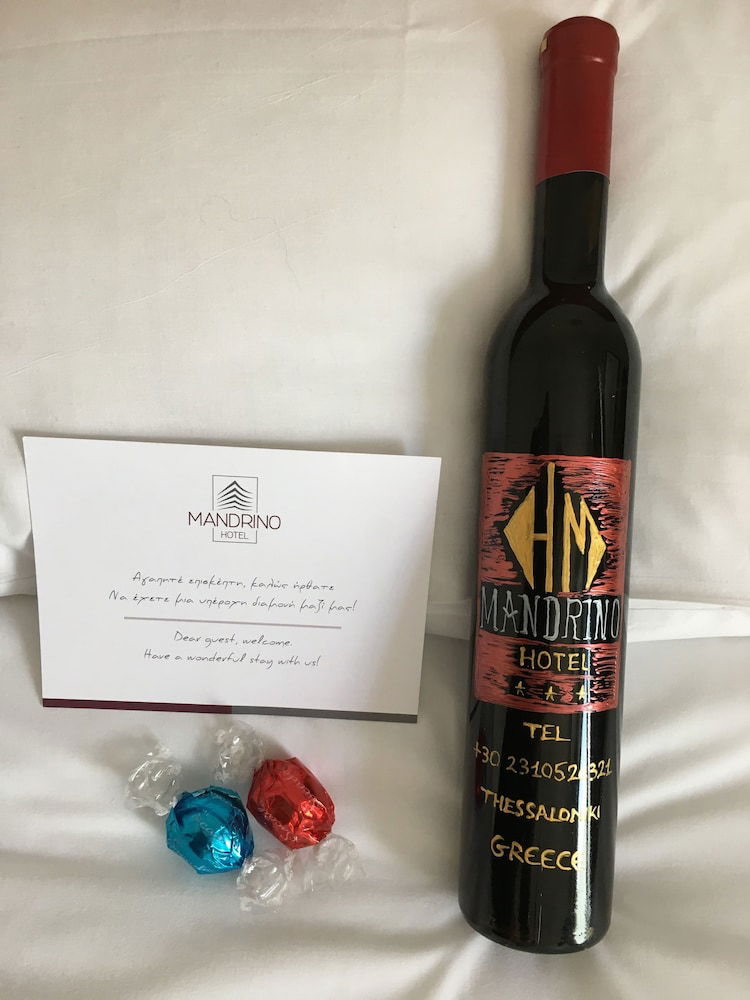 MANDRINO
HOTEL
Αγαπητέ επισκέπτη, καλώς ήρθατε
Να έχετε μια υπέροχη διαμονή μαζί μας!
Dear guest, welcome.
Have a wonderful stay with us!
HM
MANDRINO
HOTEL
TEL
+30 2310526321
THESSALONIKI
GREECE